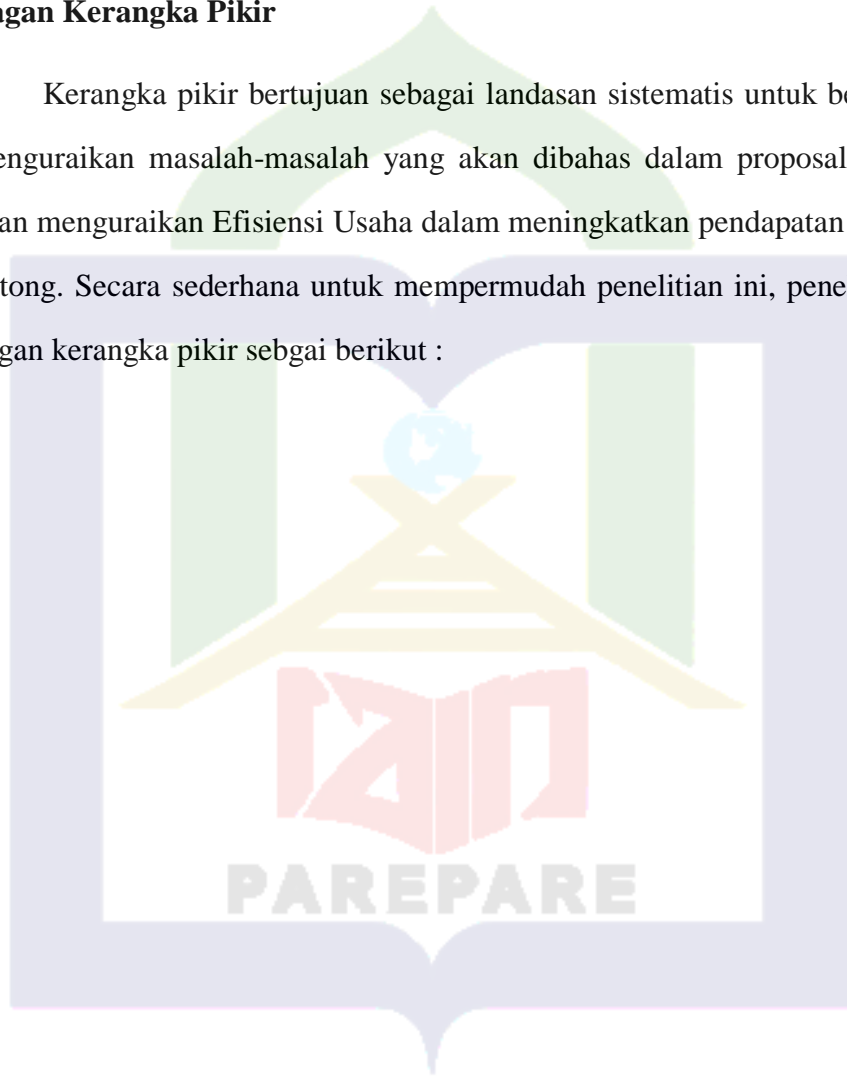 agan Kerangka Pikir
Kerangka pikir bertujuan sebagai landasan sistematis untuk be
enguraikan masalah-masalah yang akan dibahas dalam proposal
an menguraikan Efisiensi Usaha dalam meningkatkan pendapatan
tong. Secara sederhana untuk mempermudah penelitian ini, pene
gan kerangka pikir sebgai berikut :
iain
PAREPARE